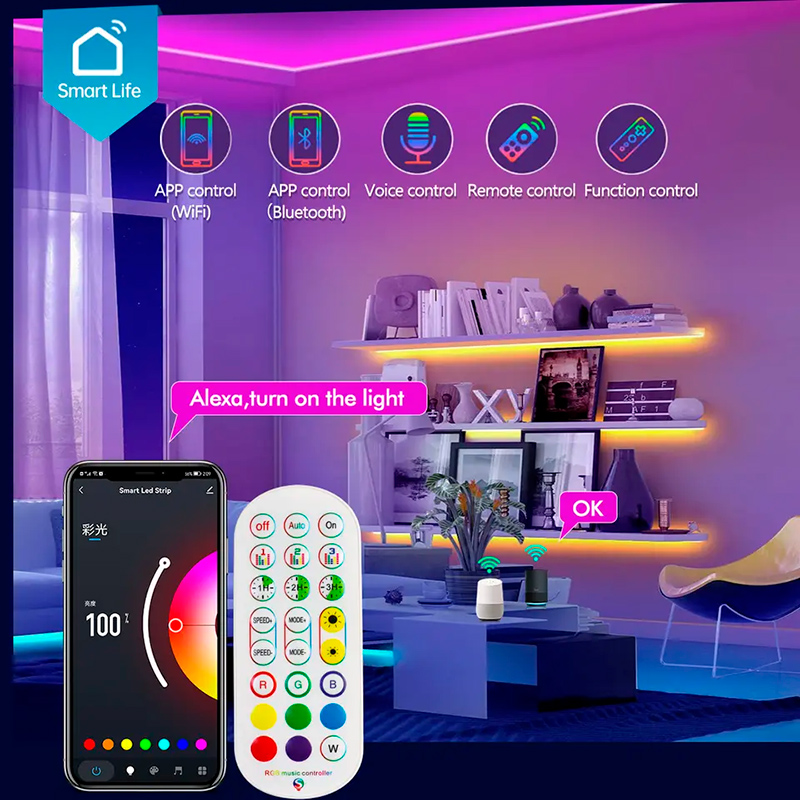 Smart Life
APP control
(WiFi)
APP control
(Bluetooth)
Voice control
Remote control
Function control
Alexa,turn on the light
OK
Smart Led Strip
彩光
亮度
100%
off
Auto
On
1
2
3
1H
2H
3H
SPEED+
MODE+
SPEED-
MODE-
R
G
B
W
RGB music controller
S